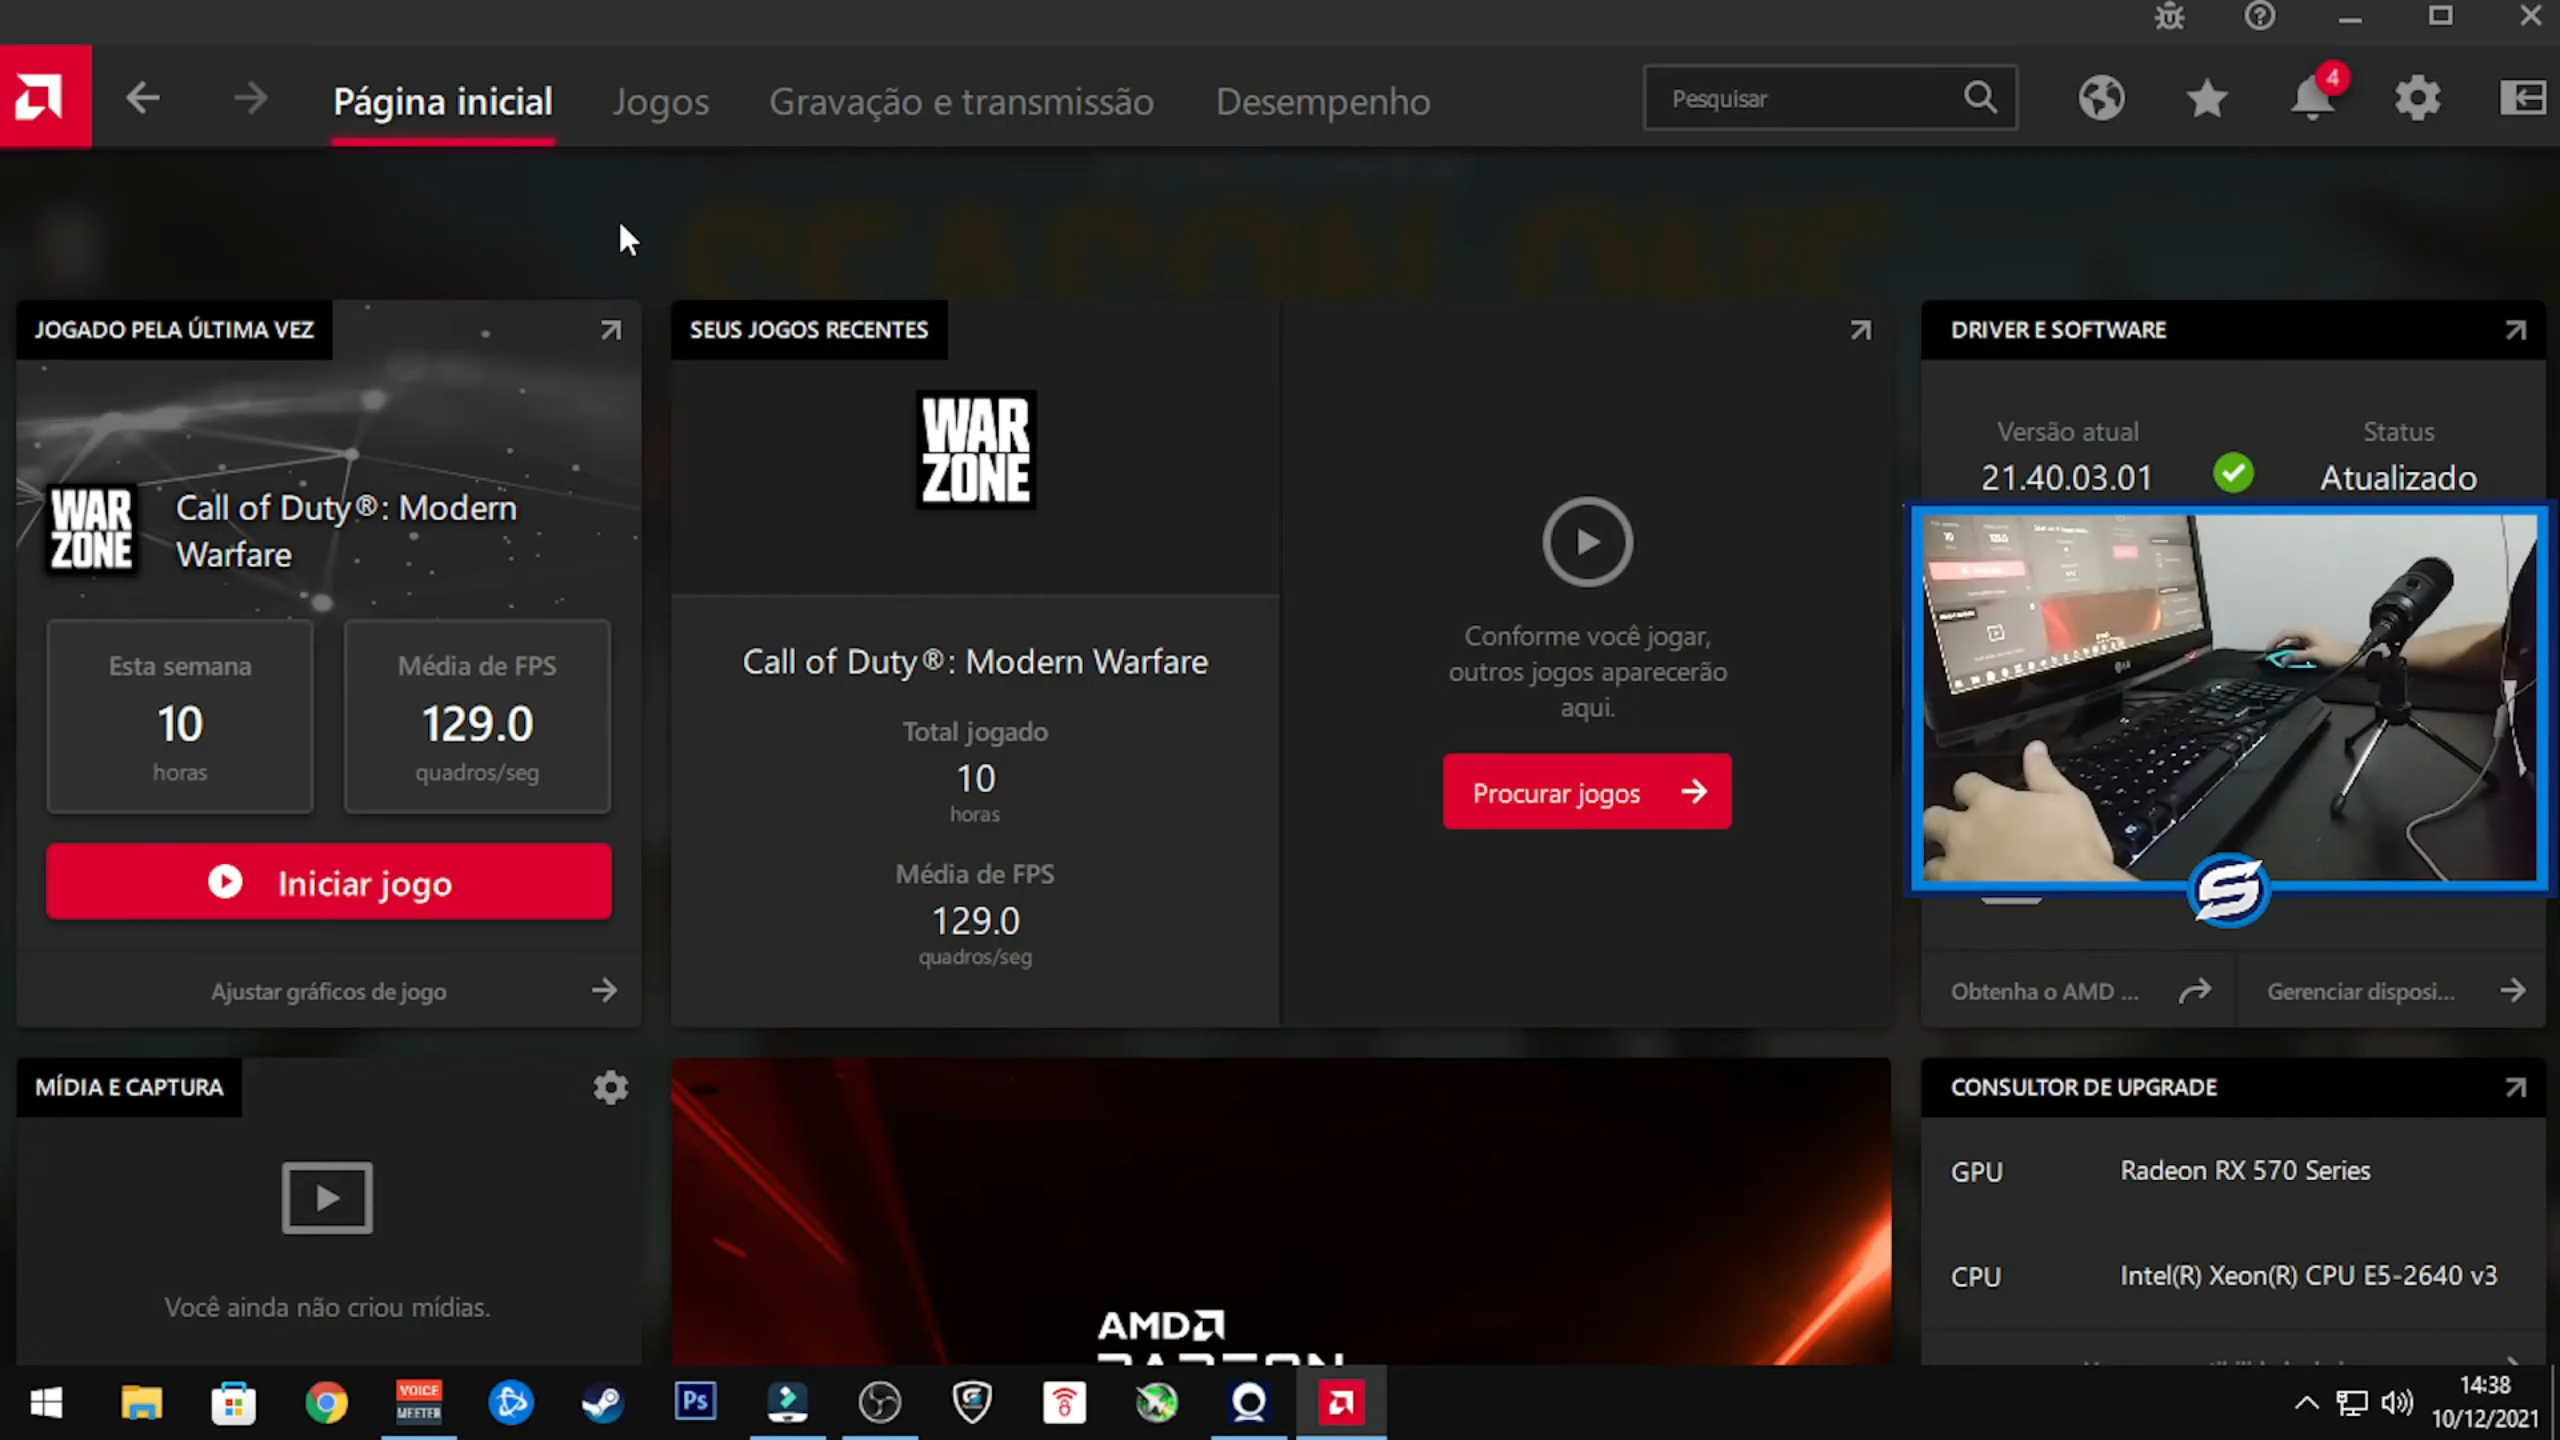 Página inicial
Jogos
Gravação e transmissão
Desempenho
Pesquisar
4
SEASON ONE
JOGADO PELA ÚLTIMA VEZ
WAR
ZONE
Call of Duty®: Modern
Warfare
Esta semana
10
horas
Média de FPS
129.0
quadros/seg
Iniciar jogo
Ajustar gráficos de jogo
SEUS JOGOS RECENTES
WAR
ZONE
Call of Duty®: Modern Warfare
Total jogado
10
horas
Média de FPS
129.0
quadros/seg
Conforme você jogar,
outros jogos aparecerão
aqui.
Procurar jogos
DRIVER E SOFTWARE
Versão atual
21.40.03.01
Status
Atualizado
LG
S
Obtenha o AMD ...
Gerenciar disposi...
MÍDIA E CAPTURA
Você ainda não criou mídias.
AMD
RADEON
CONSULTOR DE UPGRADE
GPU
Radeon RX 570 Series
CPU
Intel(R) Xeon(R) CPU E5-2640 v3
VOICE
MEETER
Ps
14:38
10/12/2021